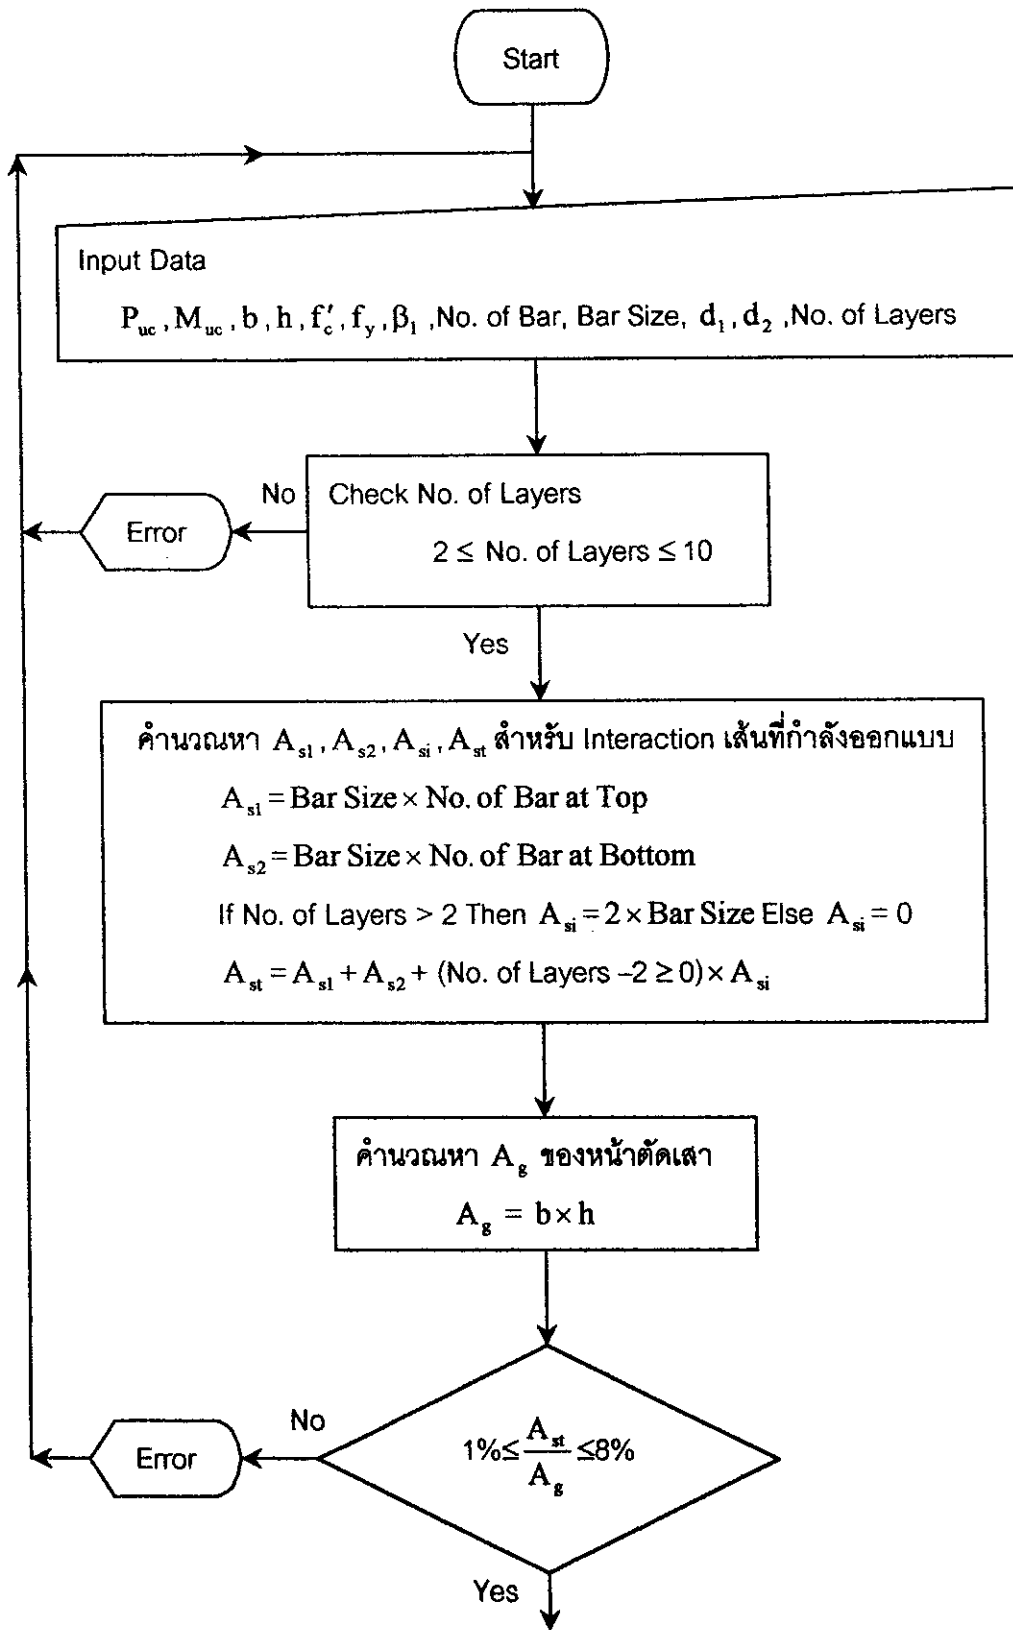 Start
Input Data
P_uc, M_uc, b, h, f'_c, f_y, β_1, No. of Bar, Bar Size, d_1, d_2, No. of Layers
No
Check No. of Layers
Error
2 ≤ No. of Layers ≤ 10
Yes
คำนวณหา A_s1, A_s2, A_si, A_st สำหรับ Interaction เส้นที่กำลังออกแบบ
A_s1 = Bar Size × No. of Bar at Top
A_s2 = Bar Size × No. of Bar at Bottom
If No. of Layers > 2 Then A_si = 2 × Bar Size Else A_si = 0
A_st = A_s1 + A_s2 + (No. of Layers –2 ≥ 0) × A_si
คำนวณหา A_g ของหน้าตัดเสา
A_g = b × h
No
Error
1% ≤ A_st / A_g ≤ 8%
Yes